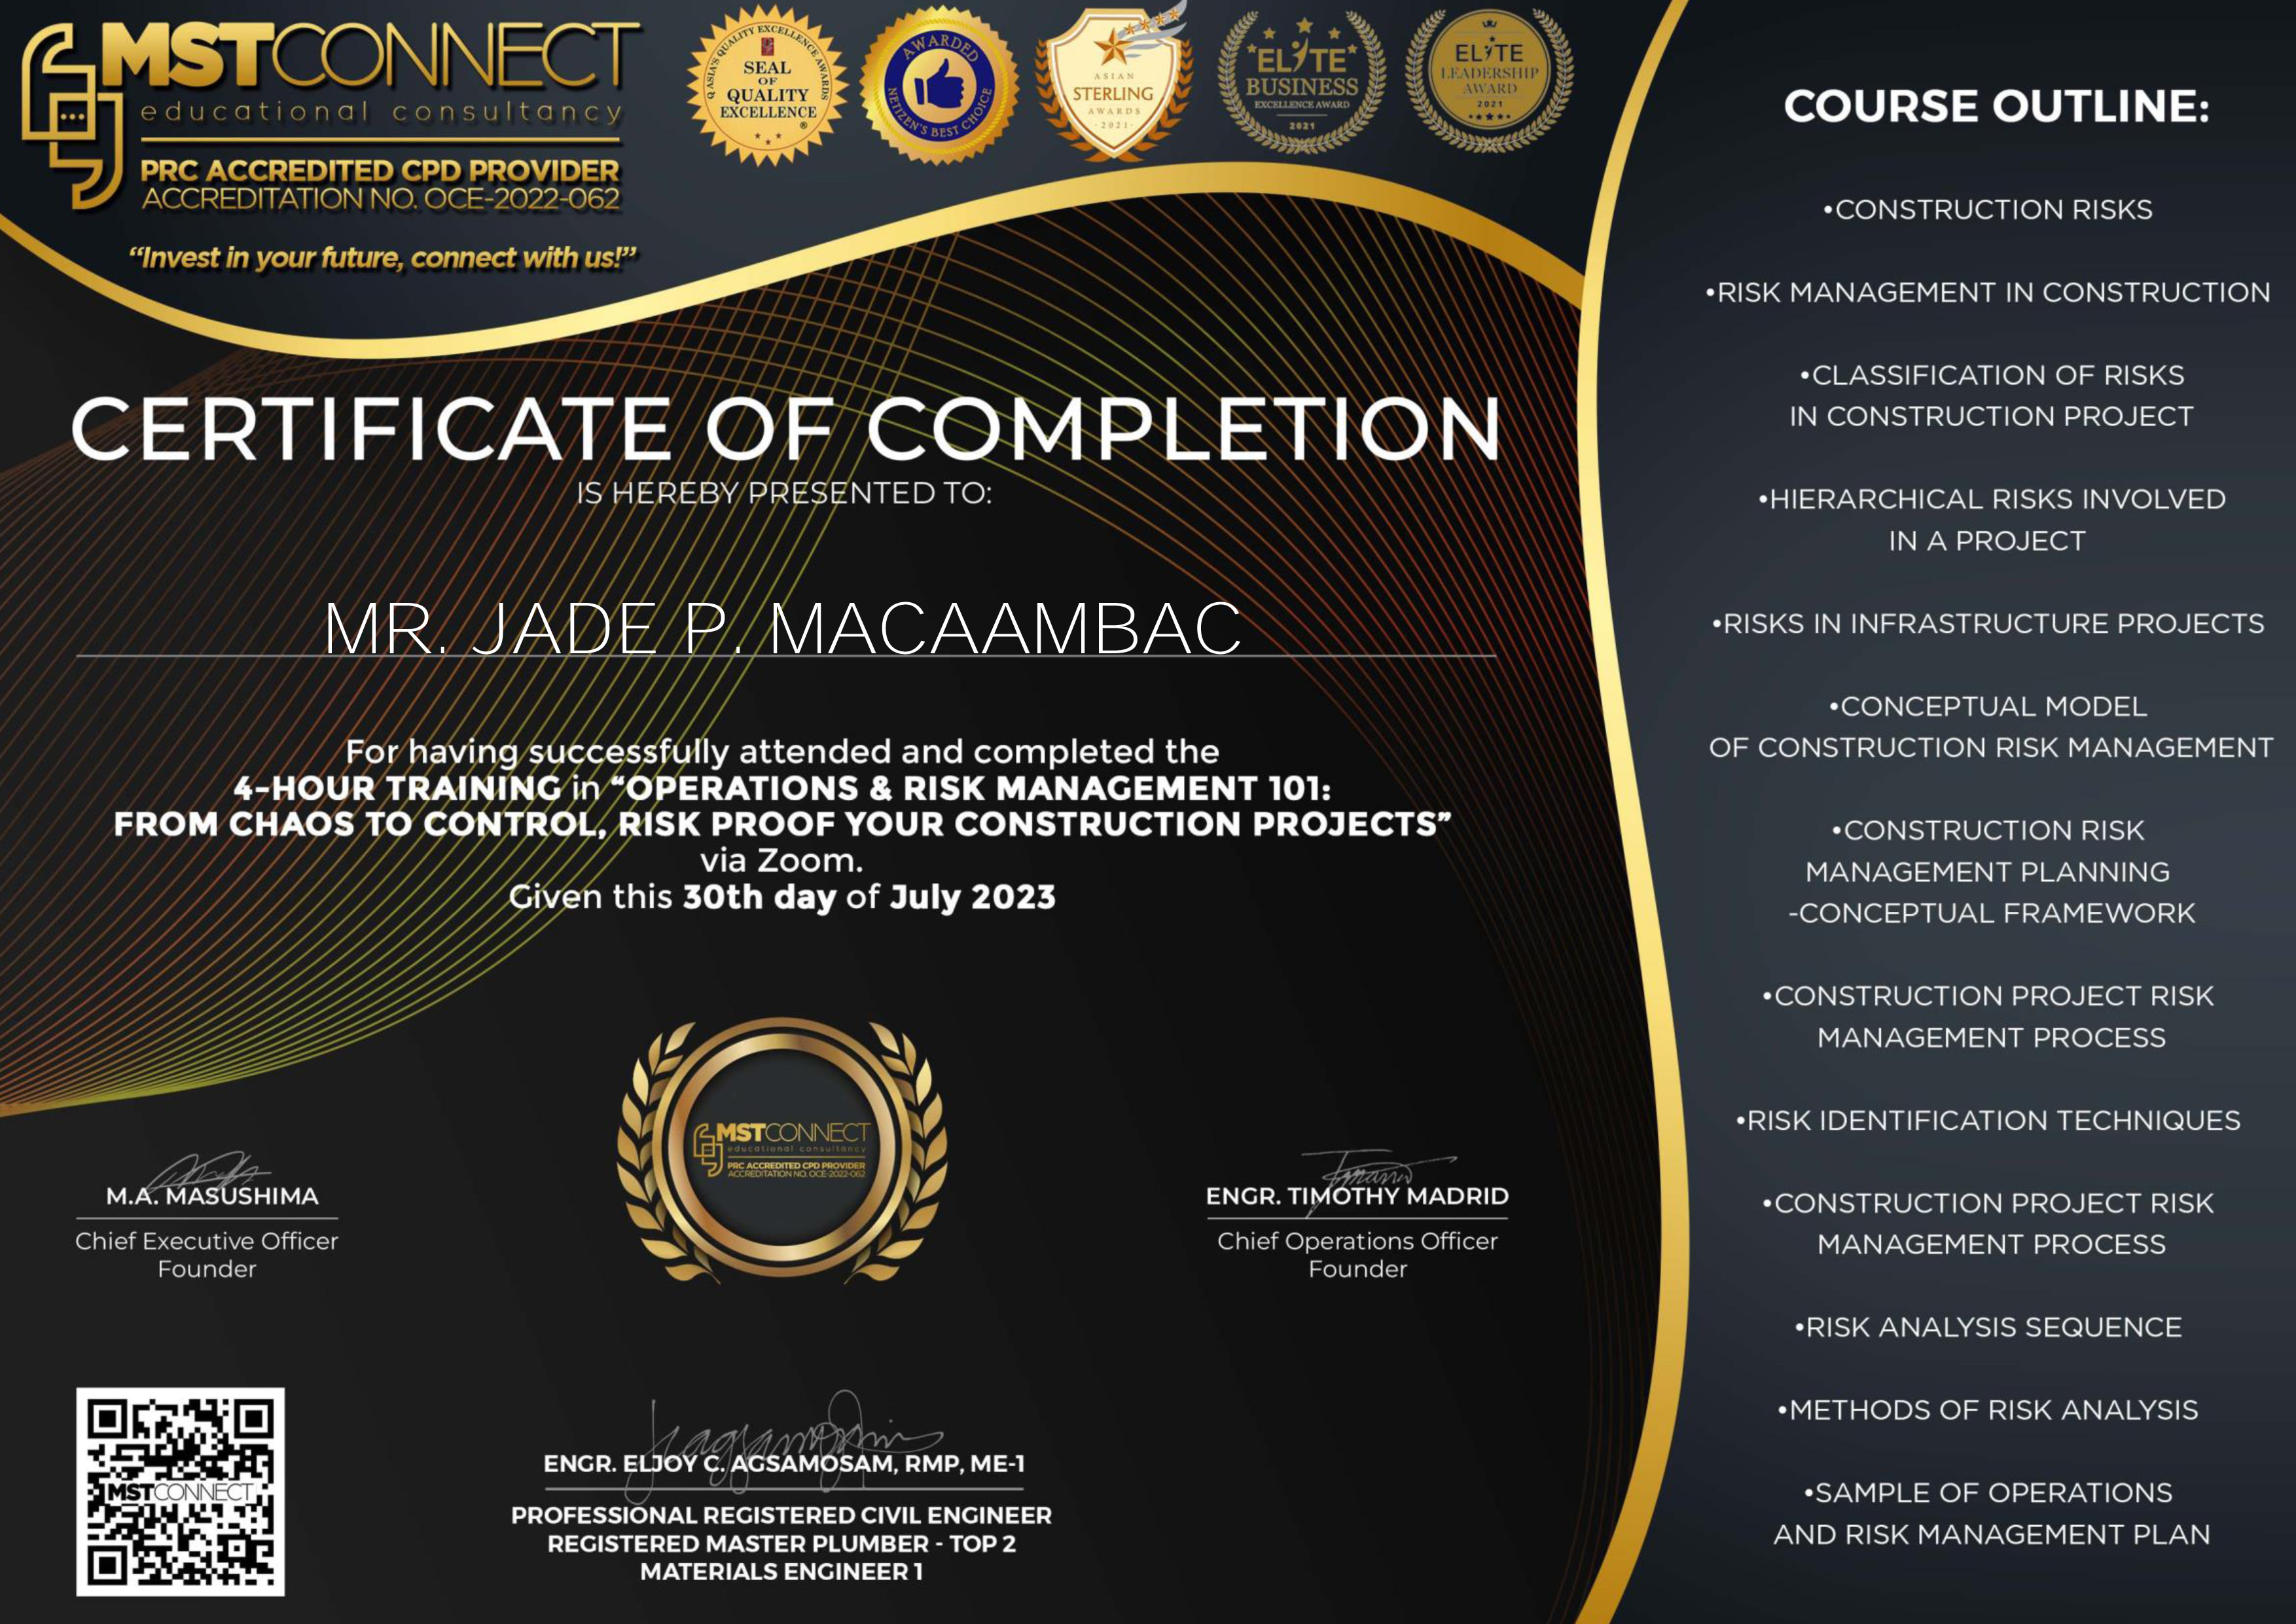 MSTCONNECT
educational consultancy
PRC ACCREDITED CPD PROVIDER
ACCREDITATION NO. OCE-2022-062
“Invest in your future, connect with us!”
ASIA'S QUALITY EXCELLENCE AWARDS
SEAL
OF
QUALITY
EXCELLENCE
®
AWARDED
NETIZEN'S BEST CHOICE
ASIAN
STERLING
AWARDS
2021
ELITE
BUSINESS
EXCELLENCE AWARD
2021
ELITE
LEADERSHIP
AWARD
2021
CERTIFICATE OF COMPLETION
IS HEREBY PRESENTED TO:
MR. JADE P. MACAAMBAC
For having successfully attended and completed the
4-HOUR TRAINING in “OPERATIONS & RISK MANAGEMENT 101:
FROM CHAOS TO CONTROL, RISK PROOF YOUR CONSTRUCTION PROJECTS”
via Zoom.
Given this 30th day of July 2023
MSTCONNECT
educational consultancy
PRC ACCREDITED CPD PROVIDER
ACCREDITATION NO. OCE-2022-062
M.A. MASUSHIMA
Chief Executive Officer
Founder
ENGR. TIMOTHY MADRID
Chief Operations Officer
Founder
MSTCONNECT
ENGR. ELJOY C. AGSAMOSAM, RMP, ME-1
PROFESSIONAL REGISTERED CIVIL ENGINEER
REGISTERED MASTER PLUMBER - TOP 2
MATERIALS ENGINEER 1
COURSE OUTLINE:
•CONSTRUCTION RISKS
•RISK MANAGEMENT IN CONSTRUCTION
•CLASSIFICATION OF RISKS
IN CONSTRUCTION PROJECT
•HIERARCHICAL RISKS INVOLVED
IN A PROJECT
•RISKS IN INFRASTRUCTURE PROJECTS
•CONCEPTUAL MODEL
OF CONSTRUCTION RISK MANAGEMENT
•CONSTRUCTION RISK
MANAGEMENT PLANNING
-CONCEPTUAL FRAMEWORK
•CONSTRUCTION PROJECT RISK
MANAGEMENT PROCESS
•RISK IDENTIFICATION TECHNIQUES
•CONSTRUCTION PROJECT RISK
MANAGEMENT PROCESS
•RISK ANALYSIS SEQUENCE
•METHODS OF RISK ANALYSIS
•SAMPLE OF OPERATIONS
AND RISK MANAGEMENT PLAN